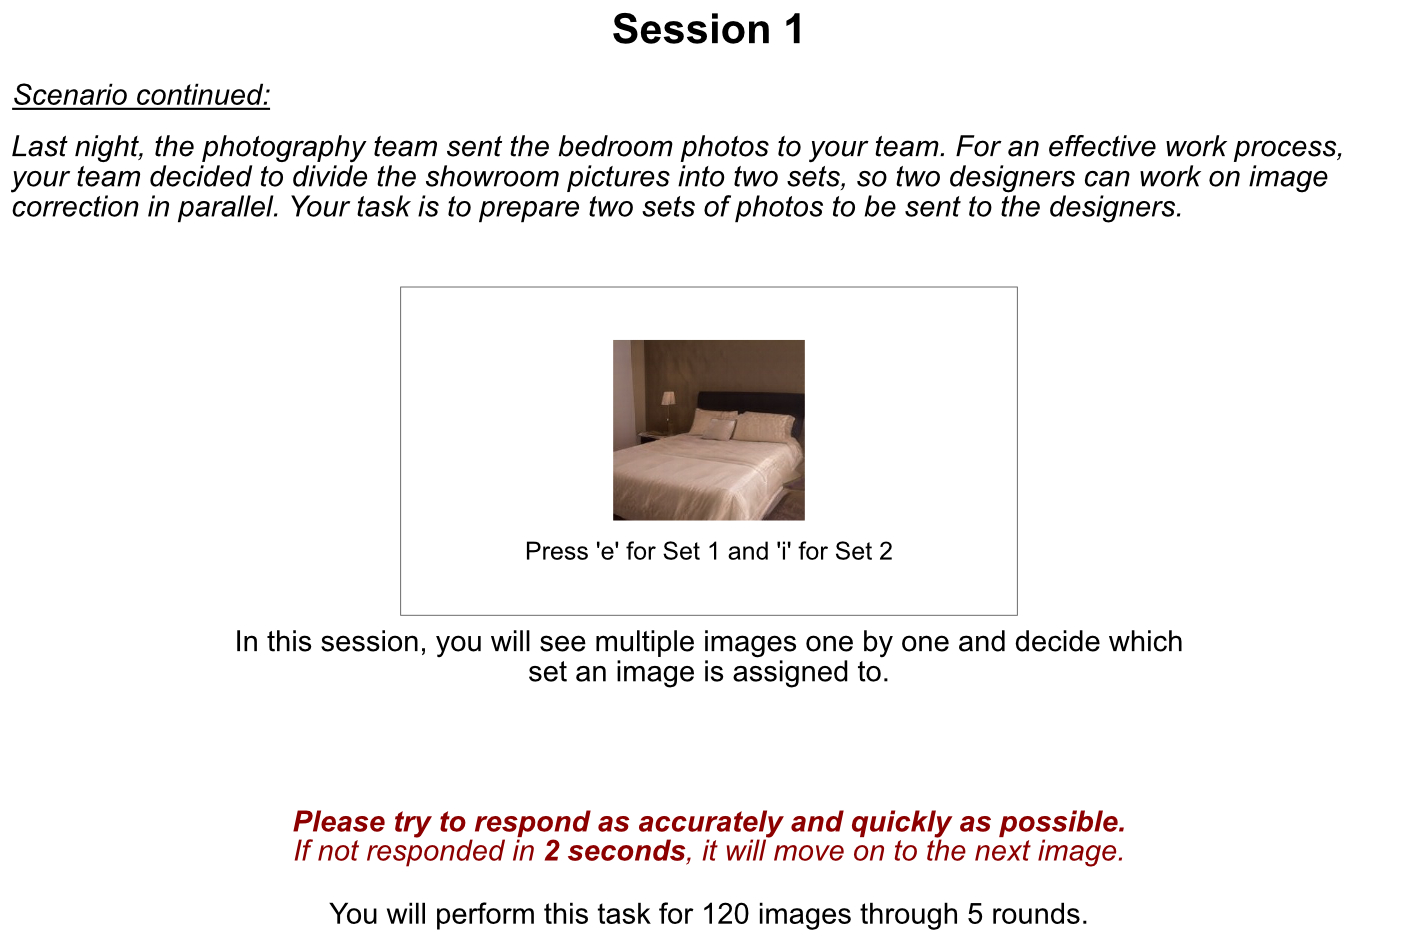 Session 1
Scenario continued:
Last night, the photography team sent the bedroom photos to your team. For an effective work process,
your team decided to divide the showroom pictures into two sets, so two designers can work on image
correction in parallel. Your task is to prepare two sets of photos to be sent to the designers.
Press 'e' for Set 1 and 'i' for Set 2
In this session, you will see multiple images one by one and decide which
set an image is assigned to.
Please try to respond as accurately and quickly as possible.
If not responded in 2 seconds, it will move on to the next image.
You will perform this task for 120 images through 5 rounds.